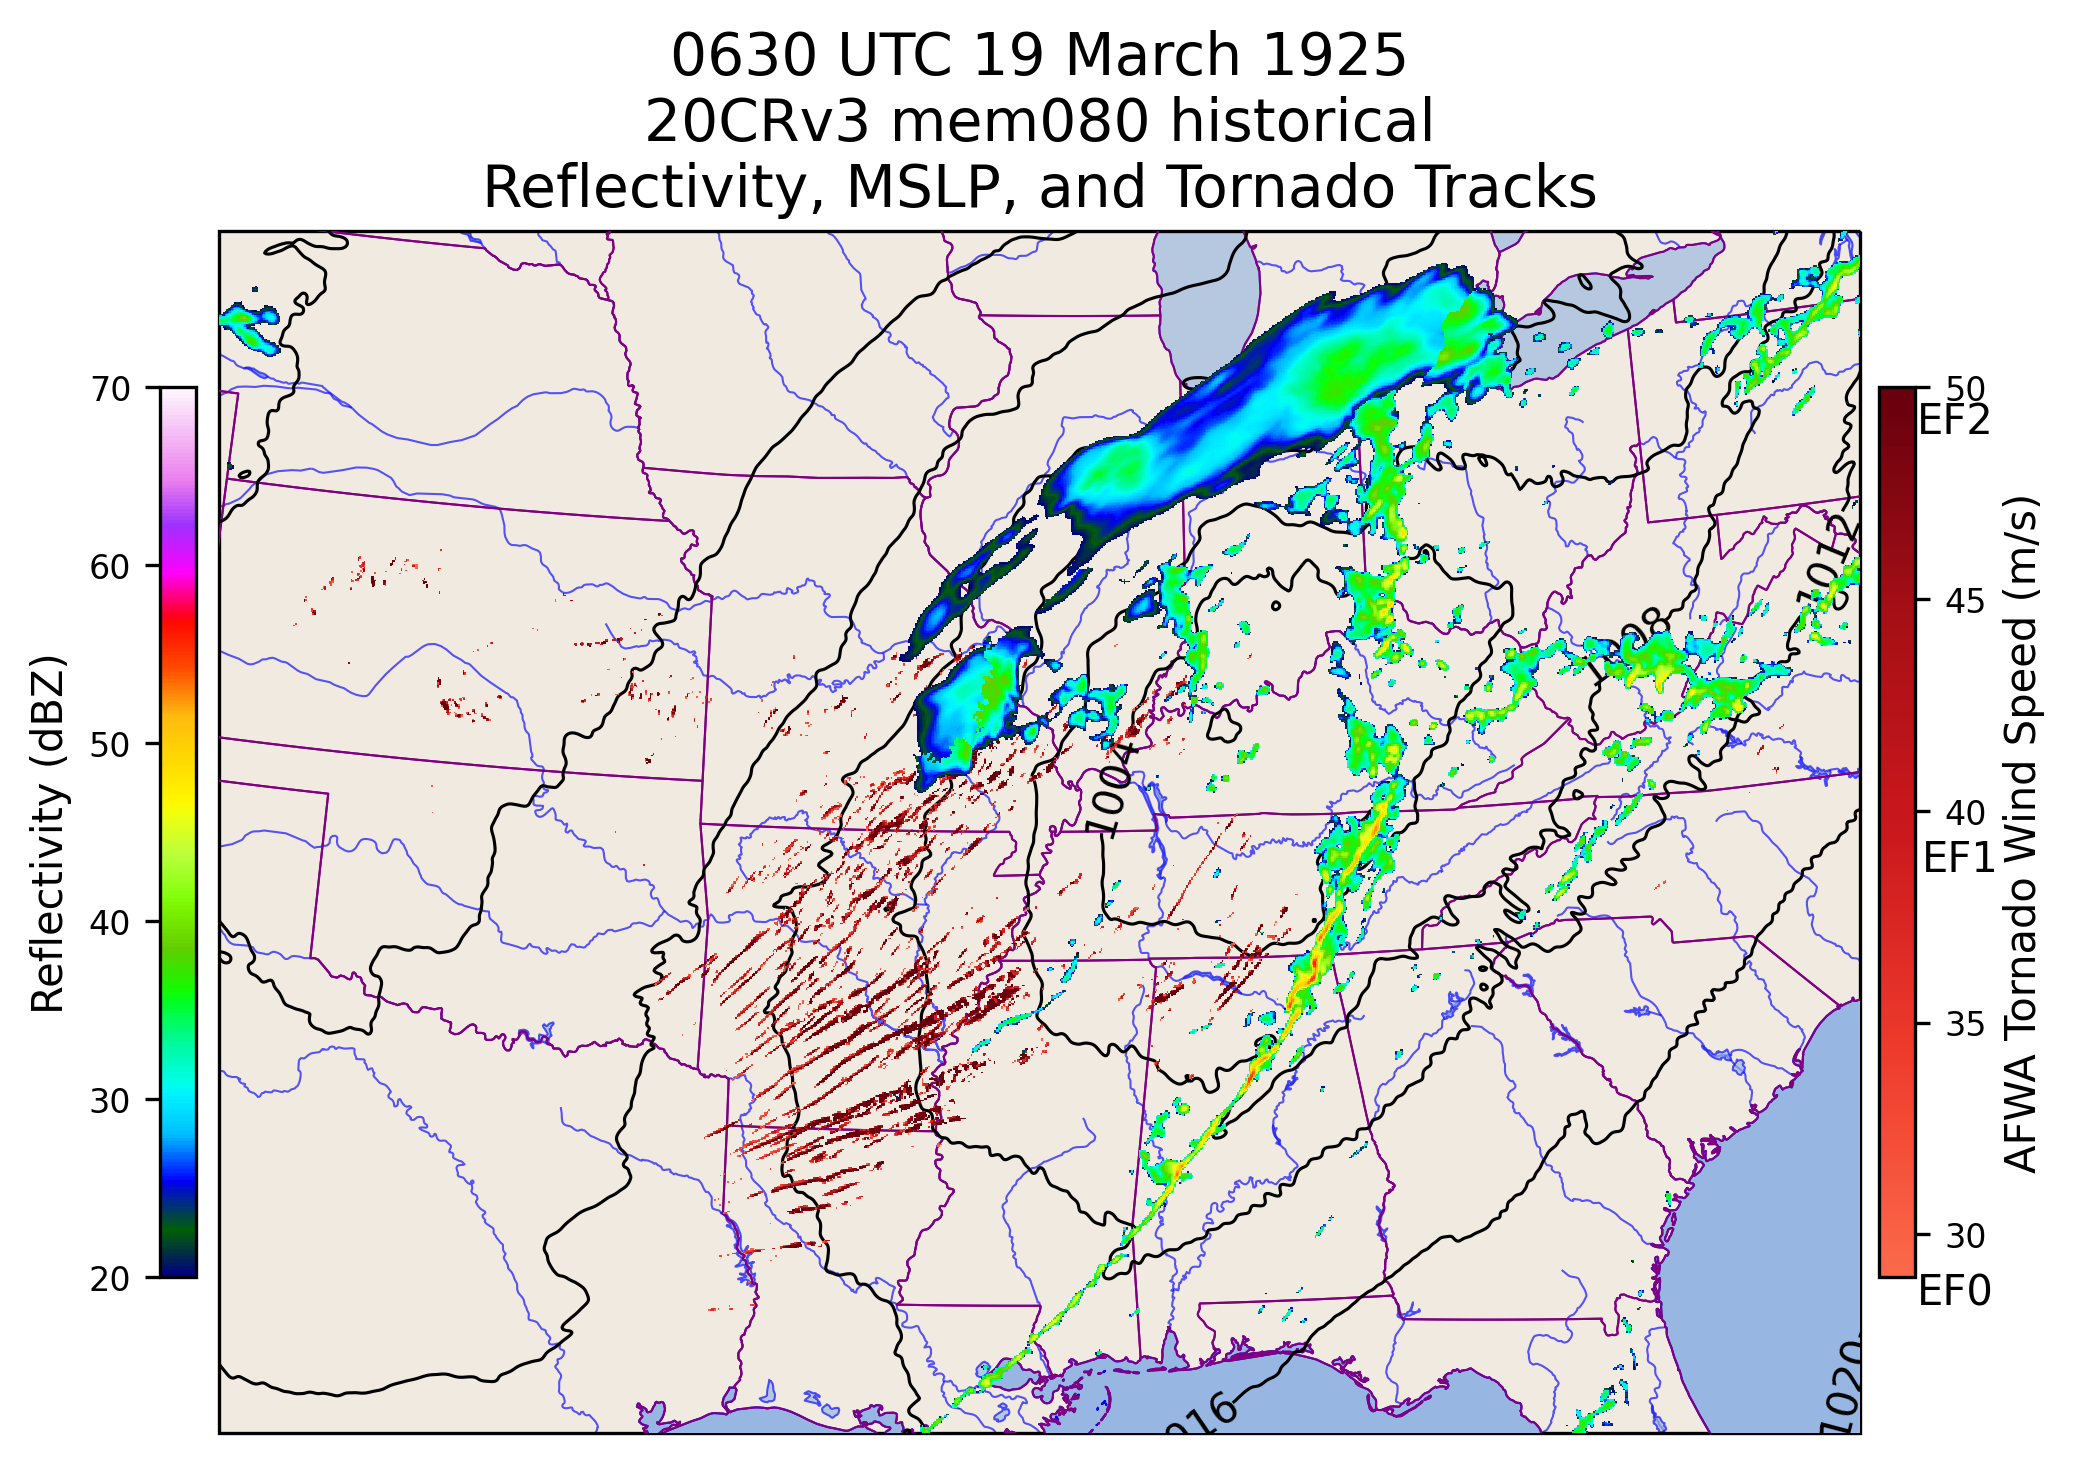 0630 UTC 19 March 1925
20CRv3 mem080 historical
Reflectivity, MSLP, and Tornado Tracks
Reflectivity (dBZ)
70
60
50
40
30
20
1012
1008
1004
1016
1020
50
EF2
45
40
EF1
35
30
EF0
AFWA Tornado Wind Speed (m/s)